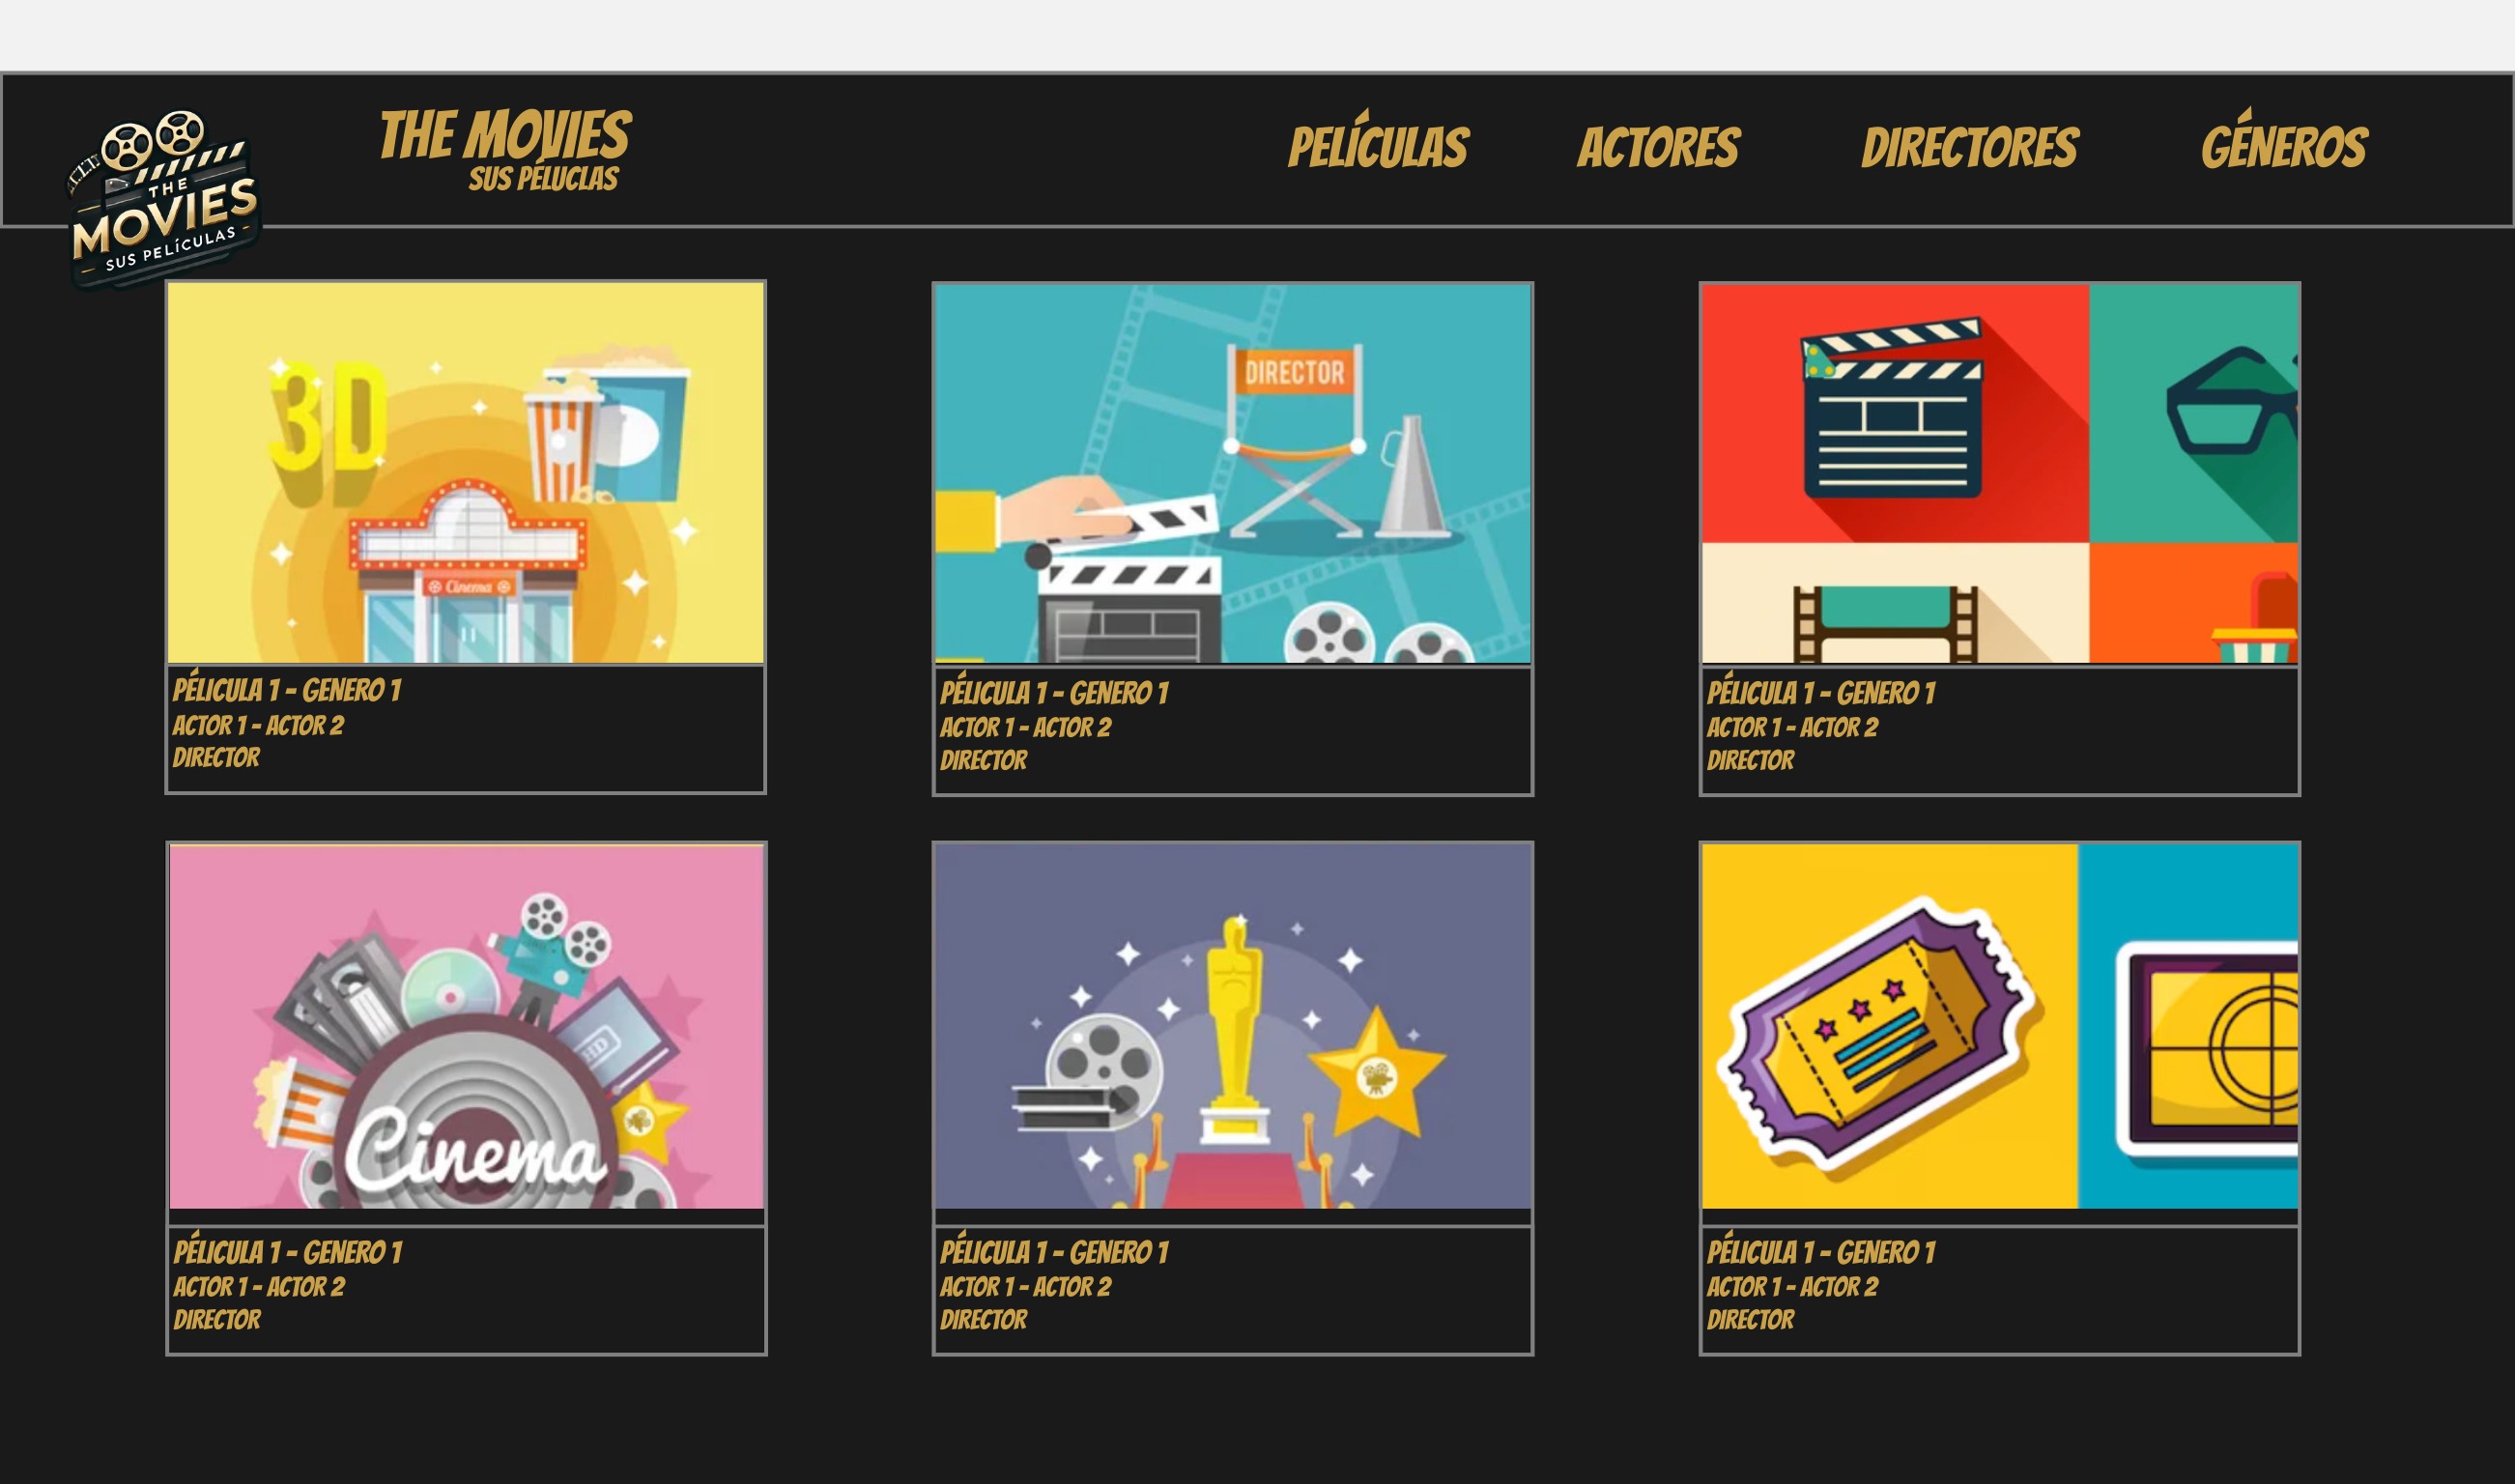 THE
MOVIES
SUS PELÍCULAS
THE MOVIES
SUS PÉLUCLAS
PELÍCULAS
ACTORES
DIRECTORES
GÉNEROS
3D
Cinema
PÉLICULA 1 - GENERO 1
ACTOR 1 - ACTOR 2
DIRECTOR
DIRECTOR
PÉLICULA 1 - GENERO 1
ACTOR 1 - ACTOR 2
DIRECTOR
PÉLICULA 1 - GENERO 1
ACTOR 1 - ACTOR 2
DIRECTOR
HD
Cinema
PÉLICULA 1 - GENERO 1
ACTOR 1 - ACTOR 2
DIRECTOR
PÉLICULA 1 - GENERO 1
ACTOR 1 - ACTOR 2
DIRECTOR
PÉLICULA 1 - GENERO 1
ACTOR 1 - ACTOR 2
DIRECTOR